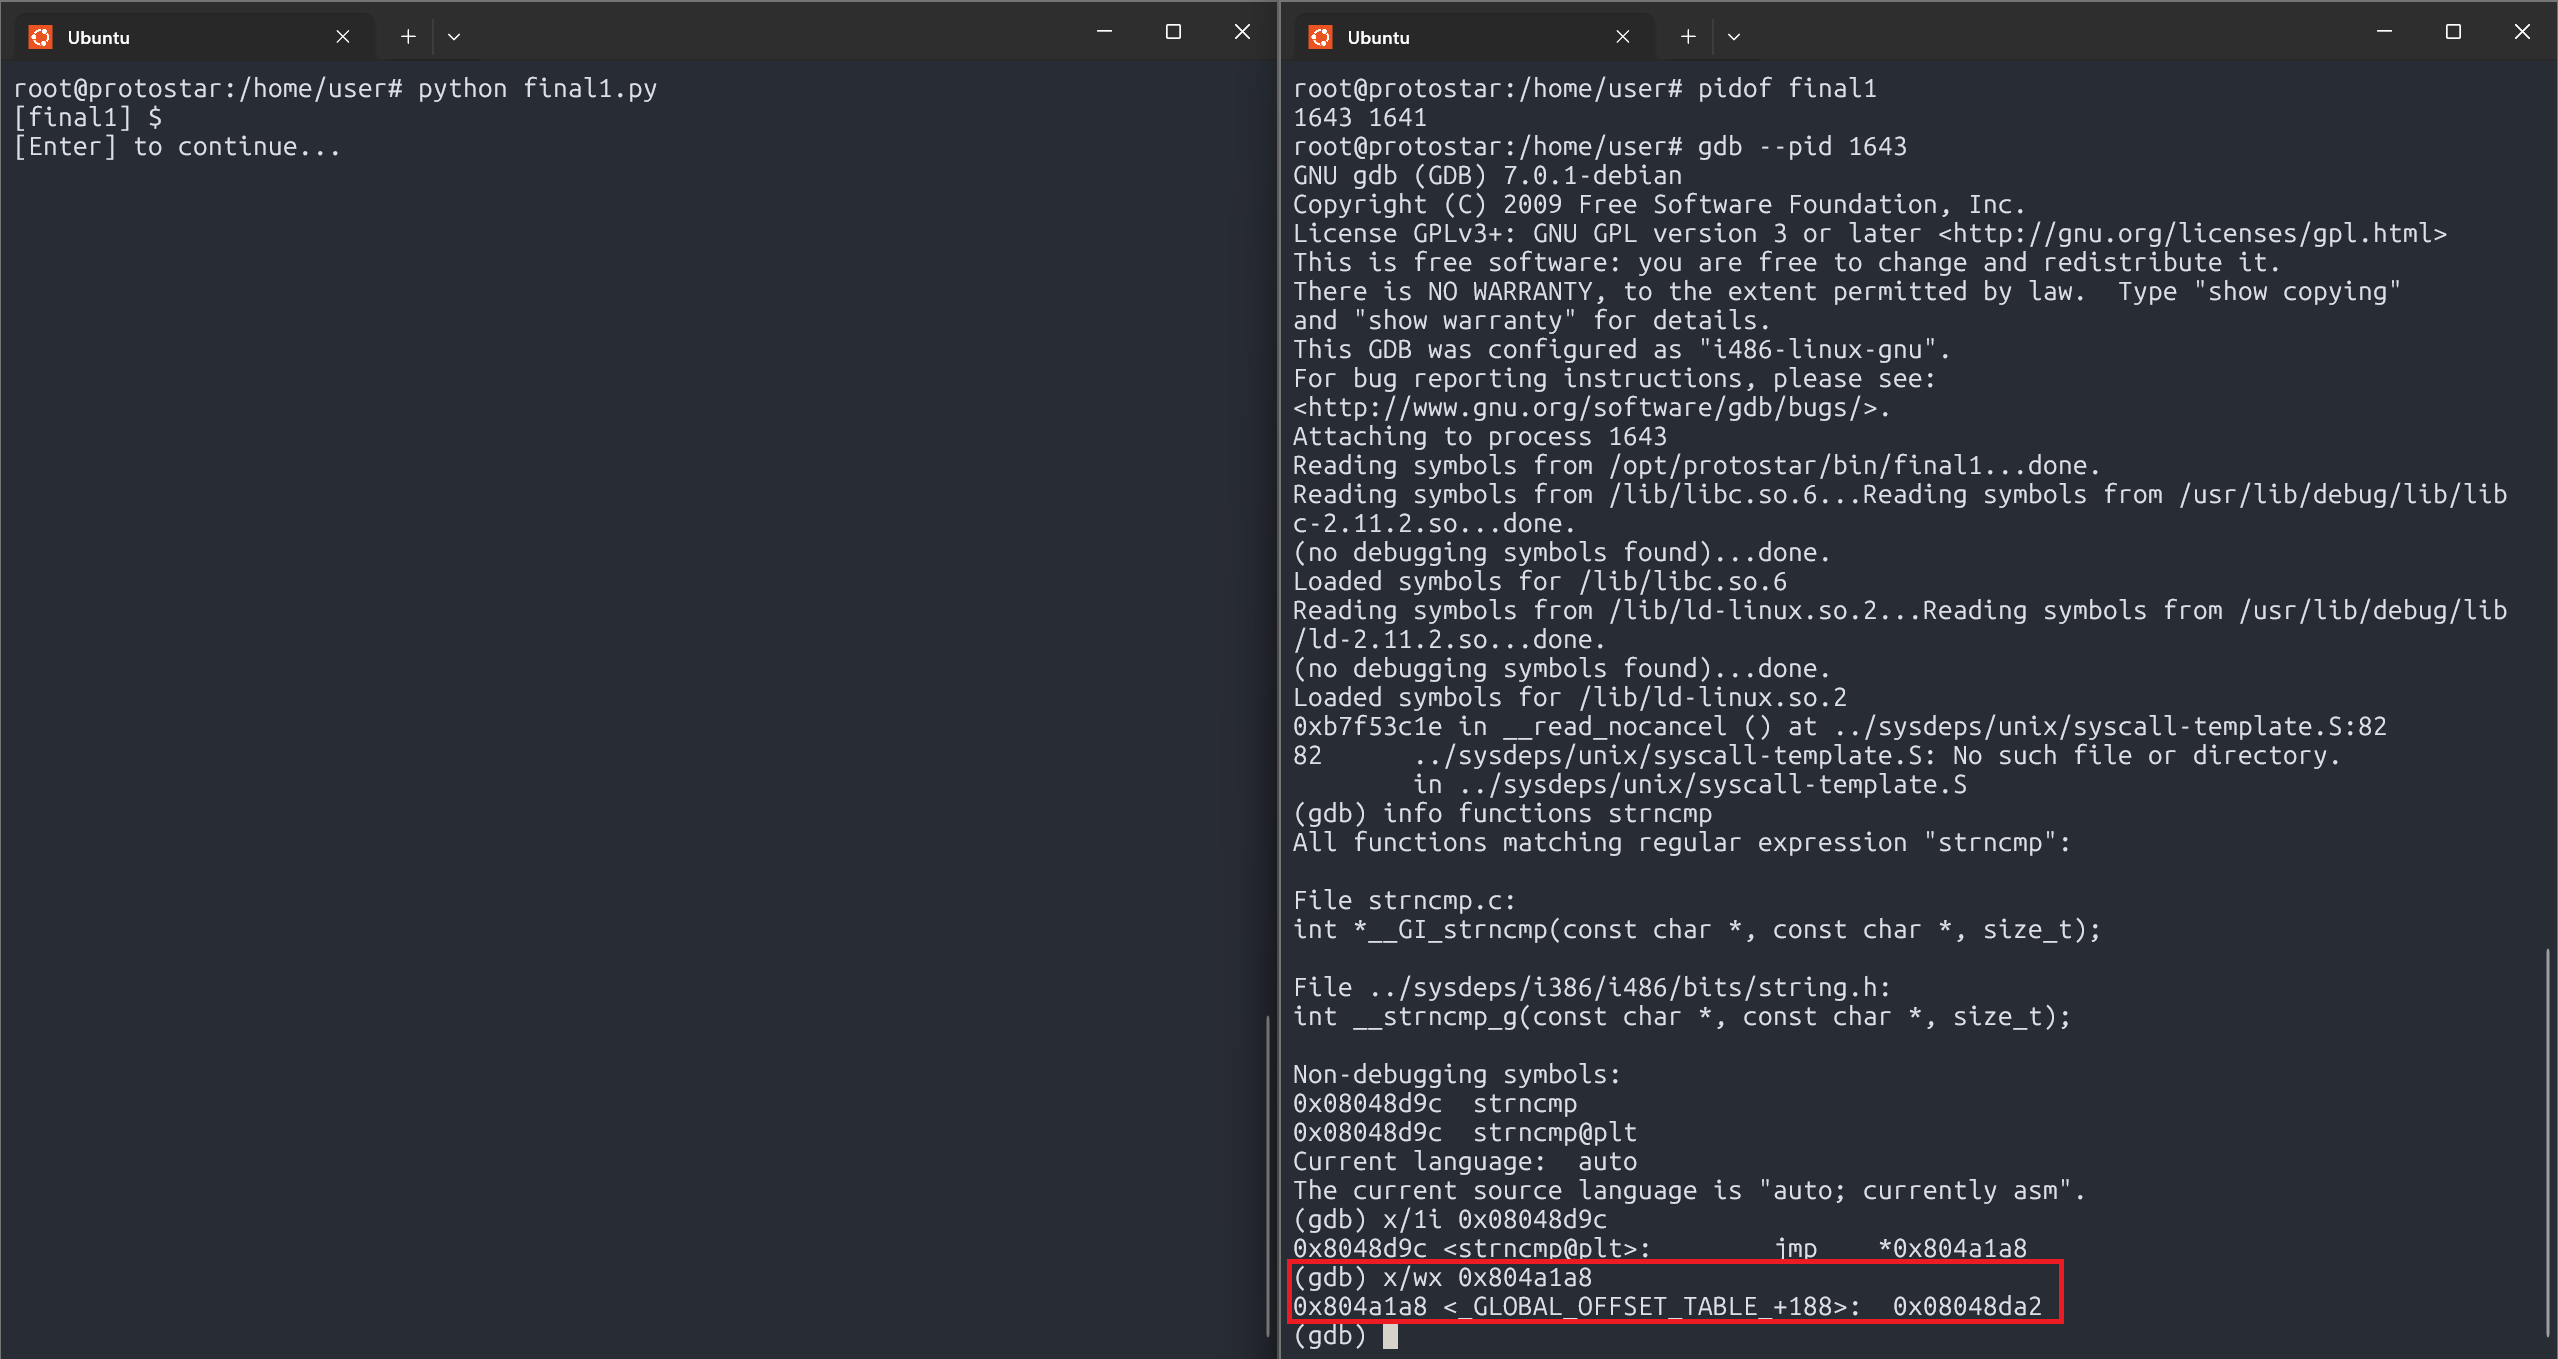 Ubuntu
root@protostar:/home/user# python final1.py
[final1] $
[Enter] to continue...
Ubuntu
root@protostar:/home/user# pidof final1
1643 1641
root@protostar:/home/user# gdb --pid 1643
GNU gdb (GDB) 7.0.1-debian
Copyright (C) 2009 Free Software Foundation, Inc.
License GPLv3+: GNU GPL version 3 or later <http://gnu.org/licenses/gpl.html>
This is free software: you are free to change and redistribute it.
There is NO WARRANTY, to the extent permitted by law.  Type "show copying"
and "show warranty" for details.
This GDB was configured as "i486-linux-gnu".
For bug reporting instructions, please see:
<http://www.gnu.org/software/gdb/bugs/>.
Attaching to process 1643
Reading symbols from /opt/protostar/bin/final1...done.
Reading symbols from /lib/libc.so.6...Reading symbols from /usr/lib/debug/lib/lib
c-2.11.2.so...done.
(no debugging symbols found)...done.
Loaded symbols for /lib/libc.so.6
Reading symbols from /lib/ld-linux.so.2...Reading symbols from /usr/lib/debug/lib
/ld-2.11.2.so...done.
(no debugging symbols found)...done.
Loaded symbols for /lib/ld-linux.so.2
0xb7f53c1e in __read_nocancel () at ../sysdeps/unix/syscall-template.S:82
82      ../sysdeps/unix/syscall-template.S: No such file or directory.
        in ../sysdeps/unix/syscall-template.S
(gdb) info functions strncmp
All functions matching regular expression "strncmp":

File strncmp.c:
int *__GI_strncmp(const char *, const char *, size_t);

File ../sysdeps/i386/i486/bits/string.h:
int __strncmp_g(const char *, const char *, size_t);

Non-debugging symbols:
0x08048d9c  strncmp
0x08048d9c  strncmp@plt
Current language:  auto
The current source language is "auto; currently asm".
(gdb) x/1i 0x08048d9c
0x8048d9c <strncmp@plt>:        jmp    *0x804a1a8
(gdb) x/wx 0x804a1a8
0x804a1a8 <_GLOBAL_OFFSET_TABLE_+188>:  0x08048da2
(gdb)